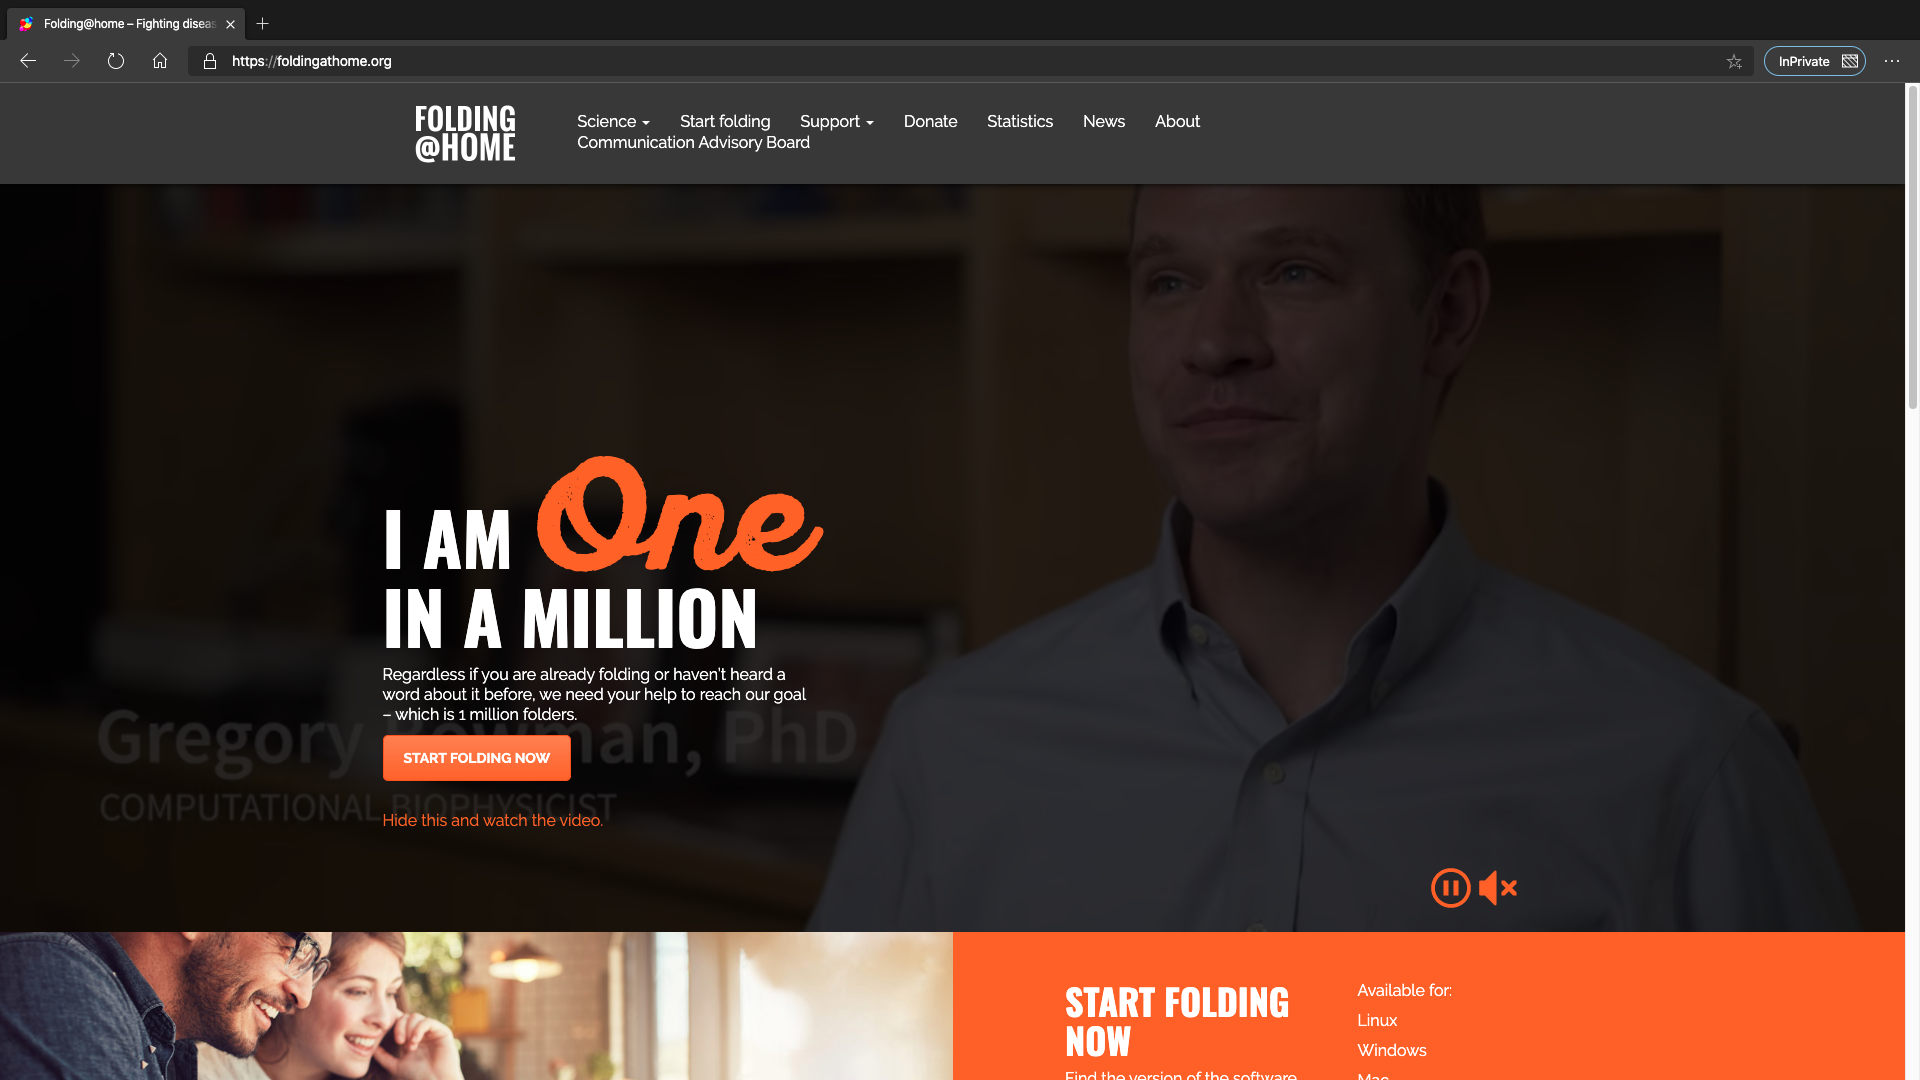 Folding@home – Fighting diseas
https://foldingathome.org
InPrivate
FOLDING
@HOME
Science
Start folding
Support
Donate
Statistics
News
About
Communication Advisory Board
I AM One
IN A MILLION
Regardless if you are already folding or haven't heard a
word about it before, we need your help to reach our goal
– which is 1 million folders.
Gregory Bowman, PhD
START FOLDING NOW
COMPUTATIONAL BIOPHYSICIST
Hide this and watch the video.
START FOLDING
NOW
Find the version of the software
Available for:
Linux
Windows
Mac